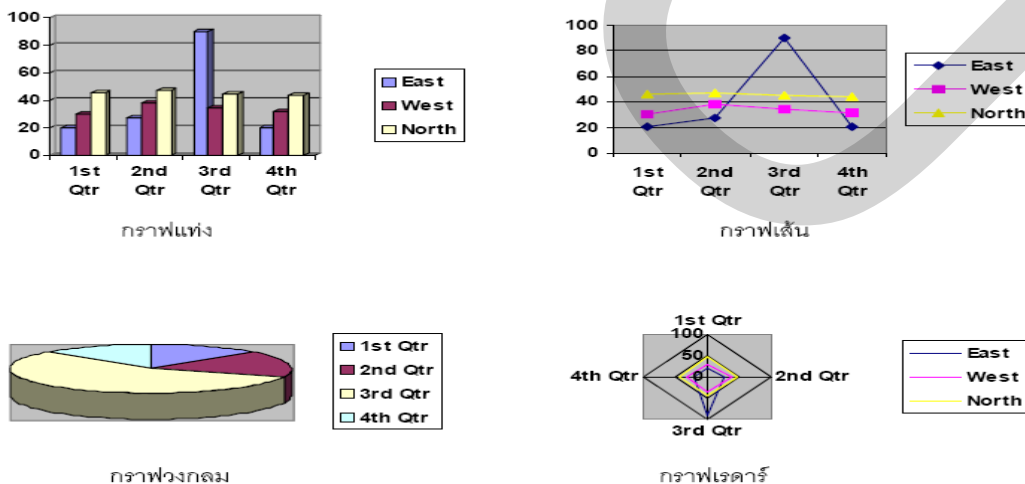 100
80
60
40
20
0
1st Qtr
2nd Qtr
3rd Qtr
4th Qtr
East
West
North
กราฟแท่ง
100
80
60
40
20
0
1st Qtr
2nd Qtr
3rd Qtr
4th Qtr
East
West
North
กราฟเส้น
1st Qtr
2nd Qtr
3rd Qtr
4th Qtr
กราฟวงกลม
1st Qtr
100
50
0
4th Qtr
2nd Qtr
3rd Qtr
East
West
North
กราฟเรดาร์